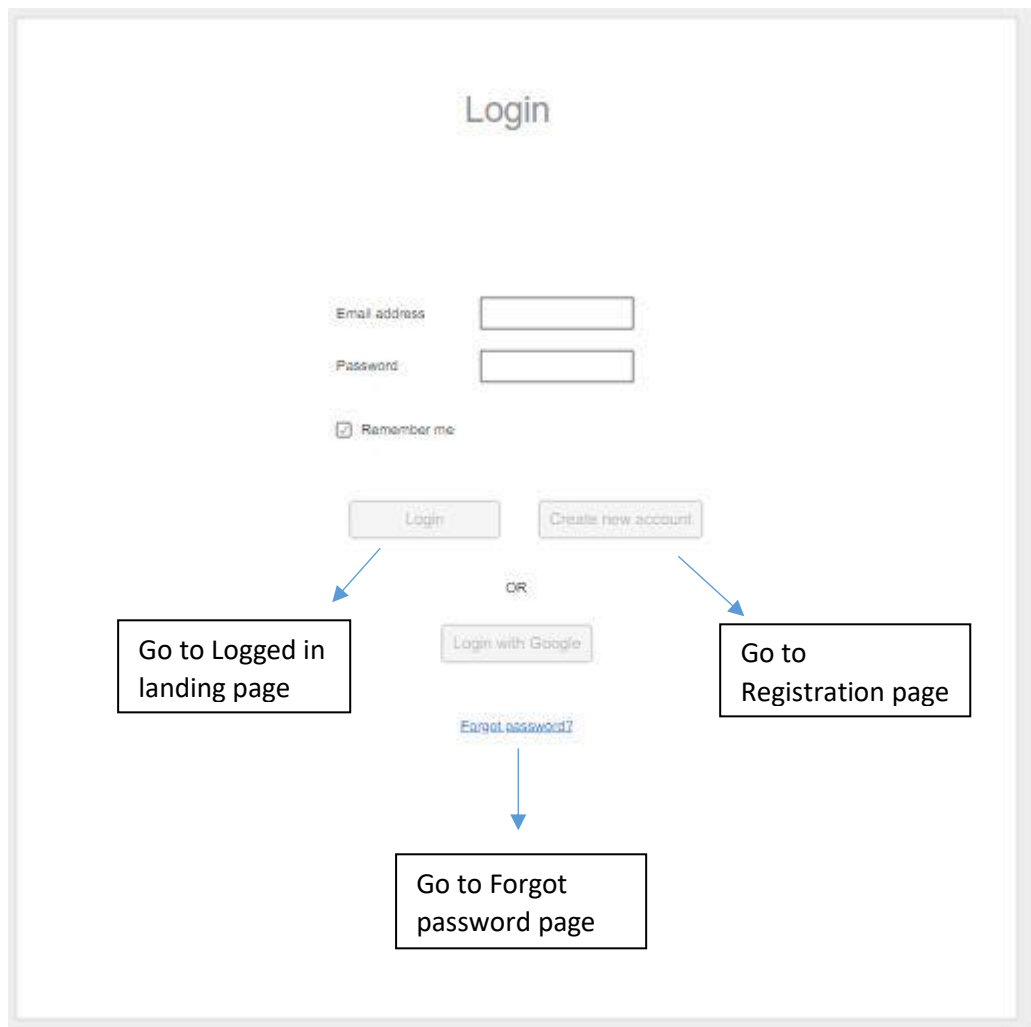 Login
Email address
Password
Remember me
Login
Create new account
OR
Login with Google
Go to Logged in
landing page
Go to
Registration page
Forgot password?
Go to Forgot
password page